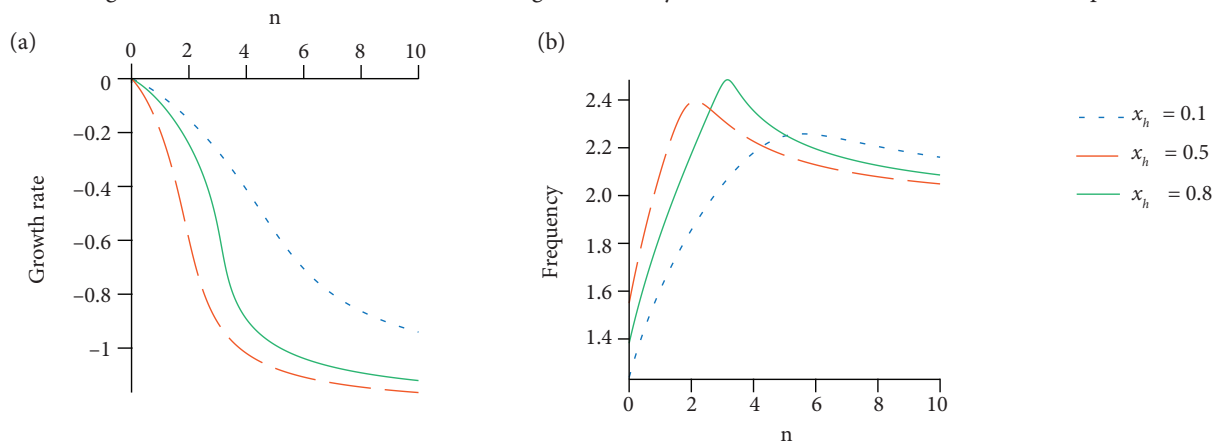 n
(a)
0 2 4 6 8 10
0
−0.2
−0.4
−0.6
−0.8
−1
Growth rate
(b)
2.4
2.2
2.0
1.8
1.6
1.4
Frequency
0 2 4 6 8 10
n
x_h = 0.1
x_h = 0.5
x_h = 0.8